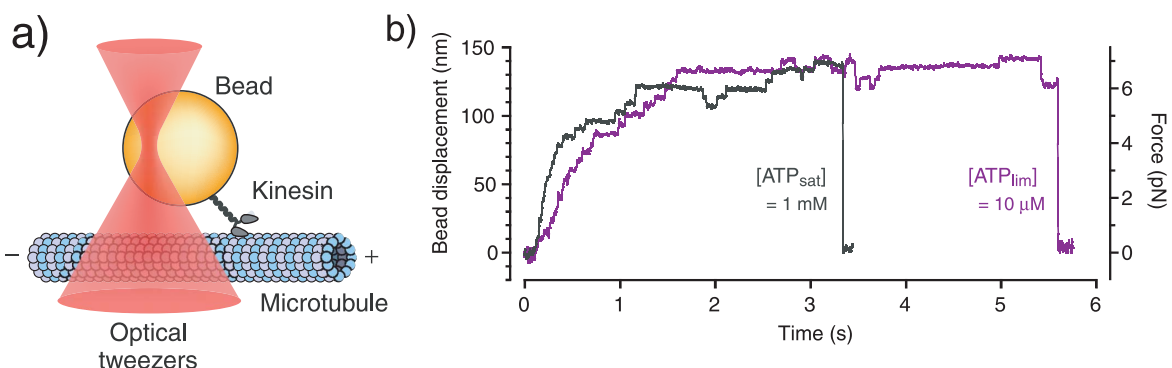 a)
Bead
Kinesin
–
+
Microtubule
Optical
tweezers
b)
Bead displacement (nm)
150
100
50
0
[ATPsat]
= 1 mM
[ATPlim]
= 10 μM
6
4
2
0
Force (pN)
0
1
2
3
4
5
6
Time (s)